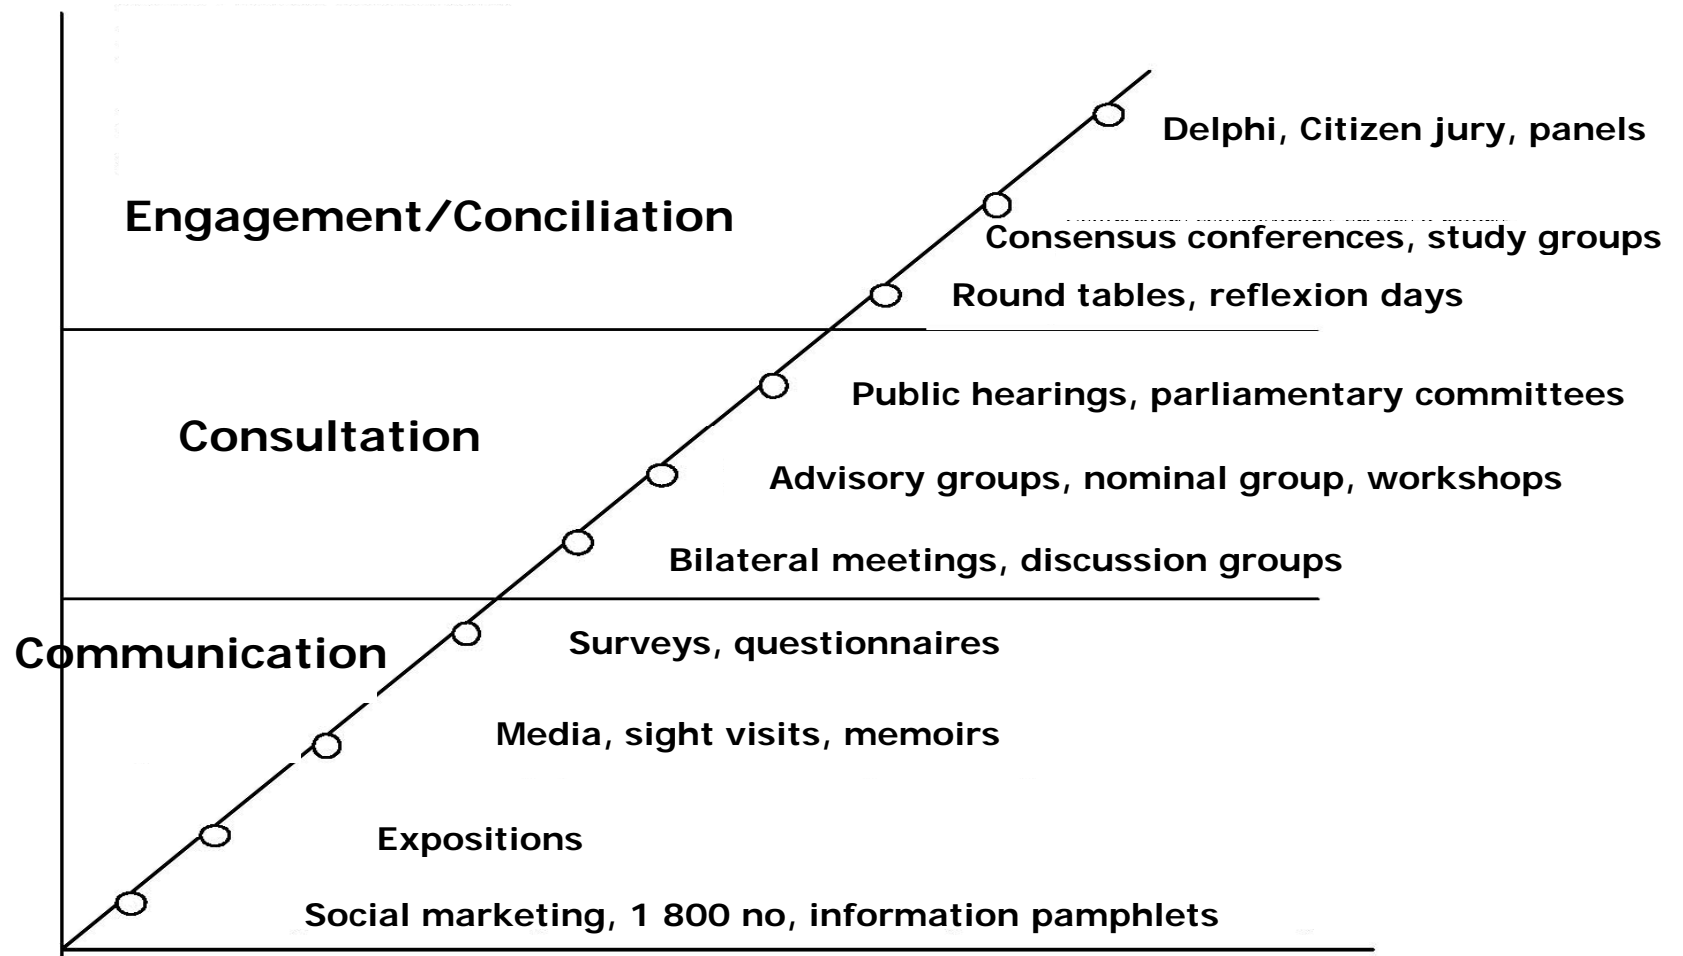 Delphi, Citizen jury, panels
Engagement/Conciliation
Consensus conferences, study groups
Round tables, reflexion days
Public hearings, parliamentary committees
Consultation
Advisory groups, nominal group, workshops
Bilateral meetings, discussion groups
Communication
Surveys, questionnaires
Media, sight visits, memoirs
Expositions
Social marketing, 1 800 no, information pamphlets